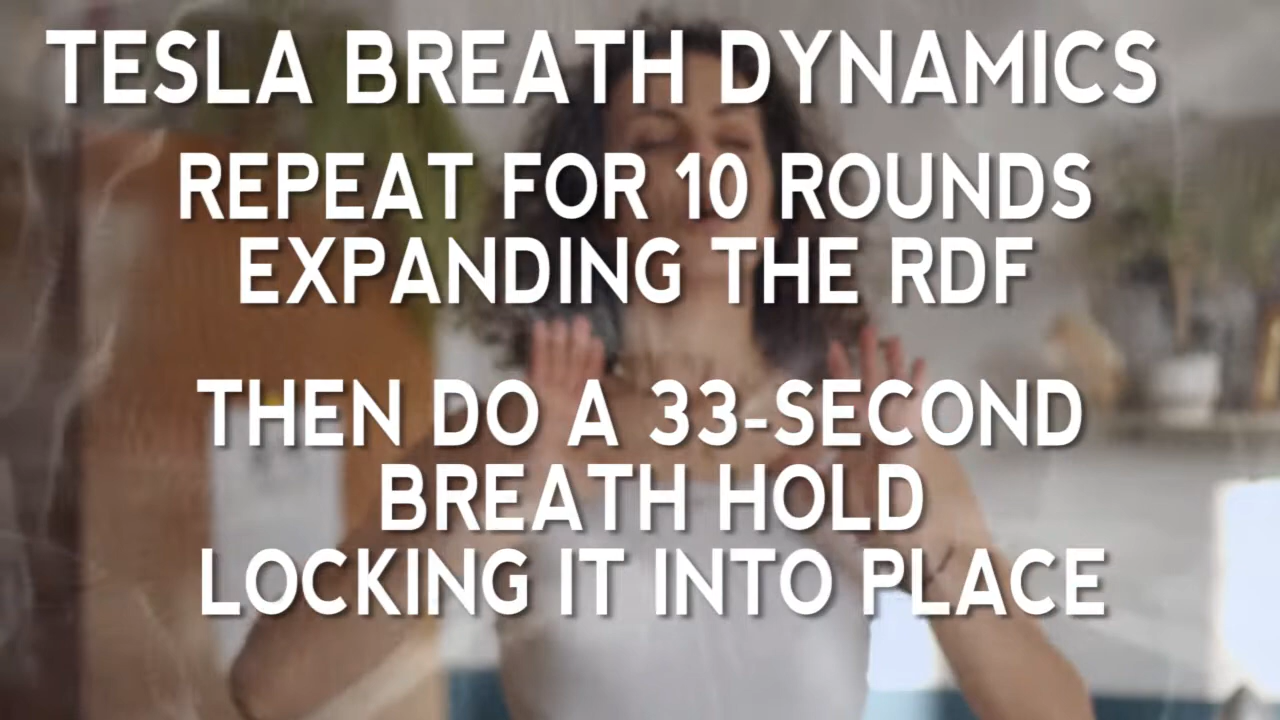 TESLA BREATH DYNAMICS
REPEAT FOR 10 ROUNDS
EXPANDING THE RDF
THEN DO A 33-SECOND
BREATH HOLD
LOCKING IT INTO PLACE